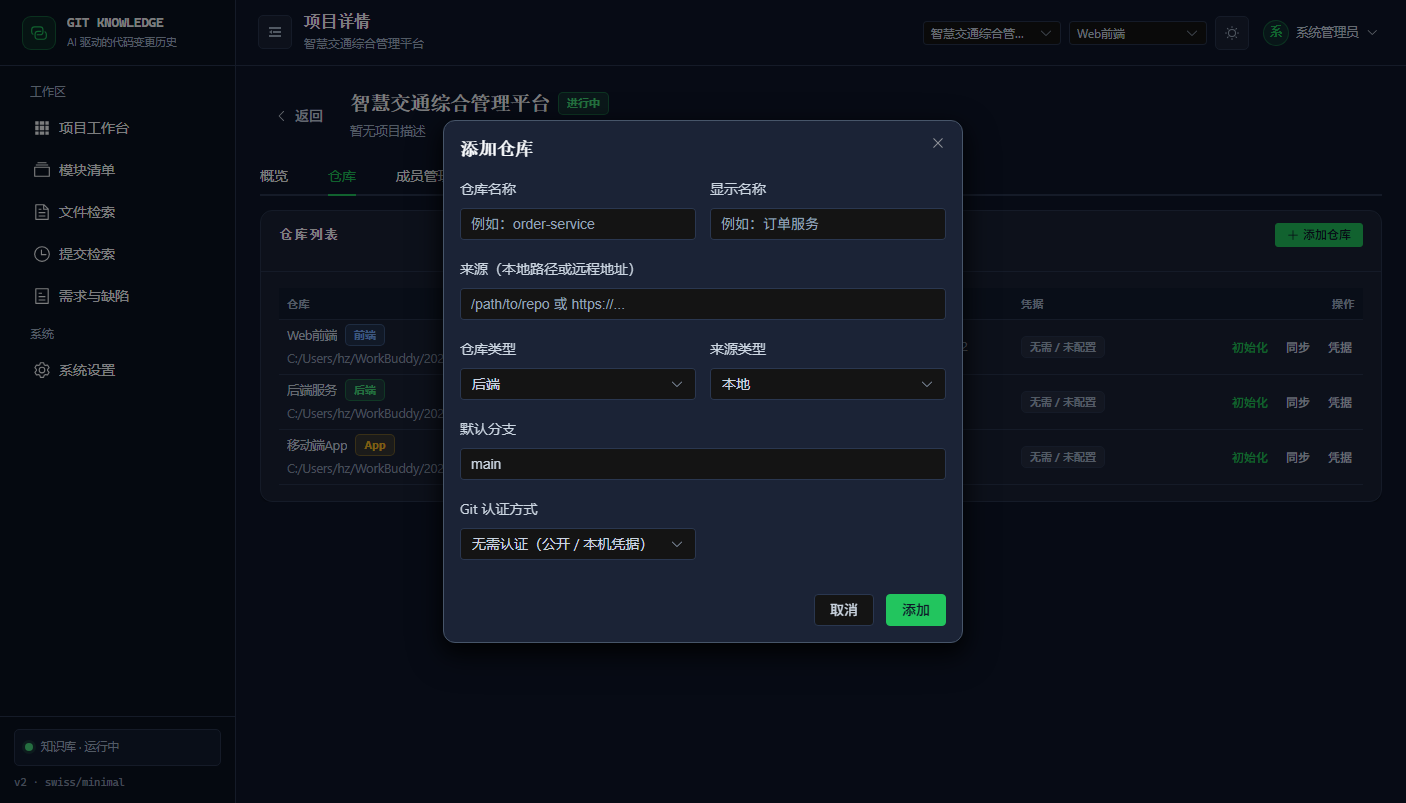 GIT KNOWLEDGE
AI 驱动的代码变更历史
项目详情
智慧交通综合管理平台
智慧交通综合管...
Web前端
系
系统管理员
工作区
项目工作台
模块清单
文件检索
提交检索
需求与缺陷
系统
系统设置
知识库 · 运行中
v2 · swiss/minimal
返回
智慧交通综合管理平台
进行中
暂无项目描述
概览
仓库
成员管理
仓库列表
添加仓库
仓库
凭据
操作
Web前端 前端
C:/Users/hz/WorkBuddy/202
无需 / 未配置
初始化 同步 凭据
后端服务 后端
C:/Users/hz/WorkBuddy/202
无需 / 未配置
初始化 同步 凭据
移动端App App
C:/Users/hz/WorkBuddy/202
无需 / 未配置
初始化 同步 凭据
添加仓库
仓库名称
显示名称
例如：order-service
例如：订单服务
来源（本地路径或远程地址）
/path/to/repo 或 https://...
仓库类型
来源类型
后端
本地
默认分支
main
Git 认证方式
无需认证（公开 / 本机凭据）
取消
添加